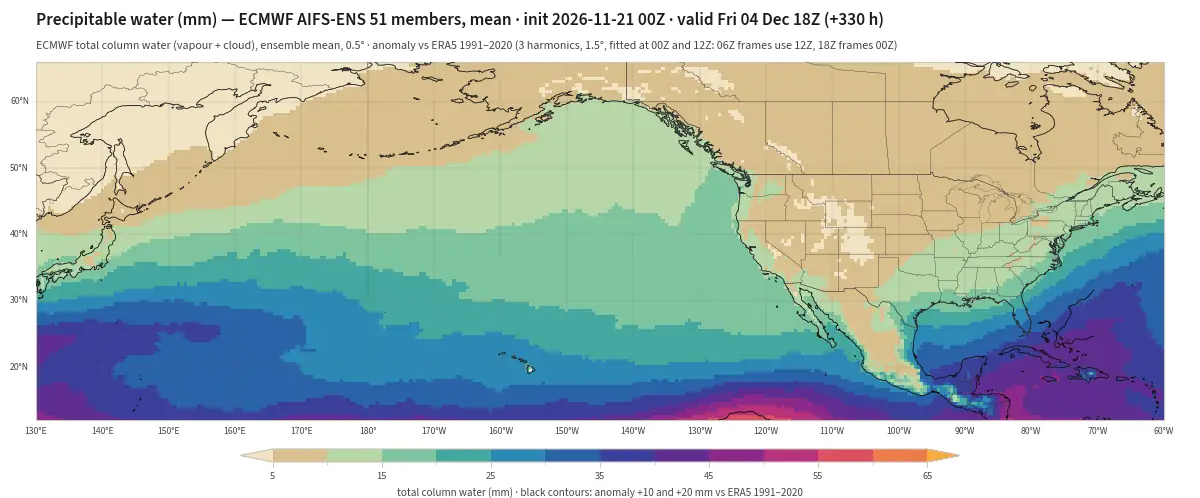 Precipitable water (mm) — ECMWF AIFS-ENS 51 members, mean · init 2026-11-21 00Z · valid Fri 04 Dec 18Z (+330 h)
ECMWF total column water (vapour + cloud), ensemble mean, 0.5° · anomaly vs ERA5 1991–2020 (3 harmonics, 1.5°, fitted at 00Z and 12Z: 06Z frames use 12Z, 18Z frames 00Z)
60°N
50°N
40°N
30°N
20°N
130°E 140°E 150°E 160°E 170°E 180° 170°W 160°W 150°W 140°W 130°W 120°W 110°W 100°W 90°W 80°W 70°W 60°W
5 15 25 35 45 55 65
total column water (mm) · black contours: anomaly +10 and +20 mm vs ERA5 1991–2020